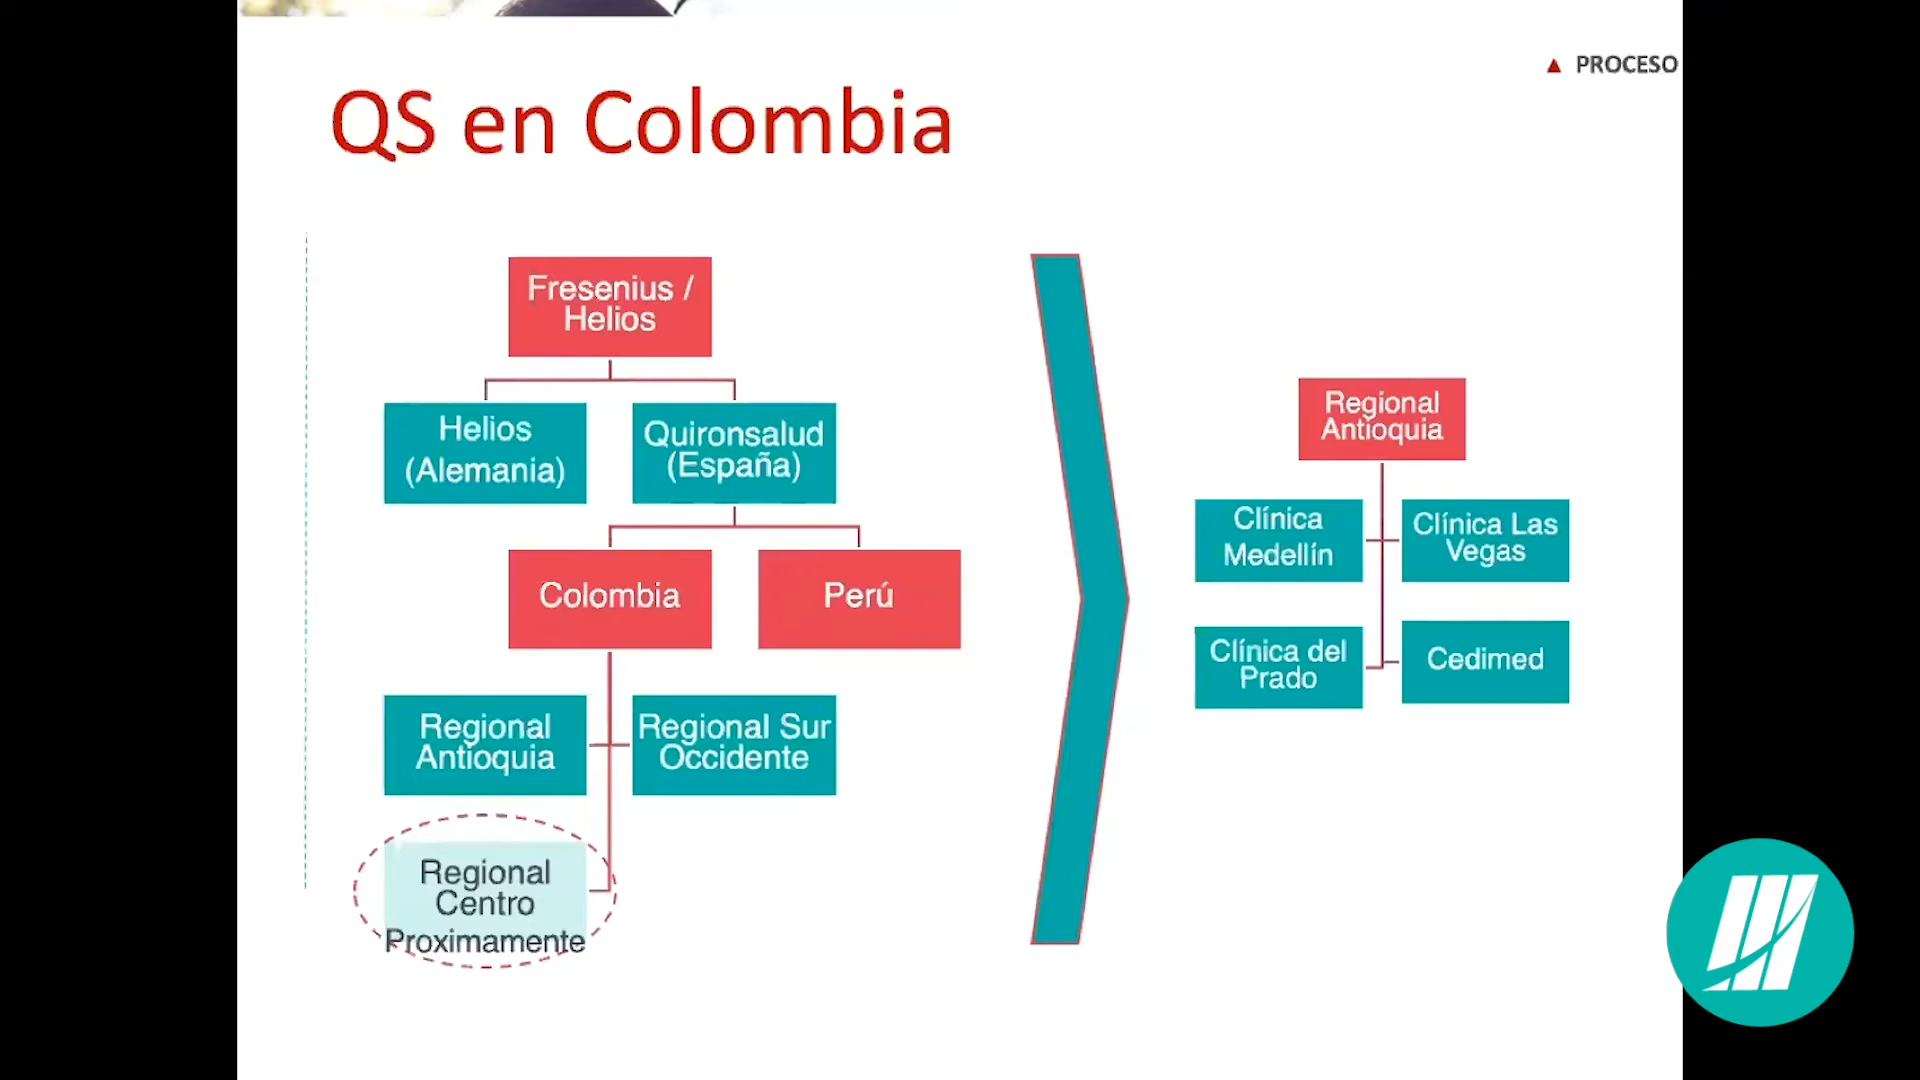 ▲ PROCESO
QS en Colombia
Fresenius /
Helios
Helios
(Alemania)
Quironsalud
(España)
Colombia
Perú
Regional
Antioquia
Regional Sur
Occidente
Regional
Centro
Proximamente
Regional
Antioquia
Clínica
Medellín
Clínica Las
Vegas
Clínica del
Prado
Cedimed